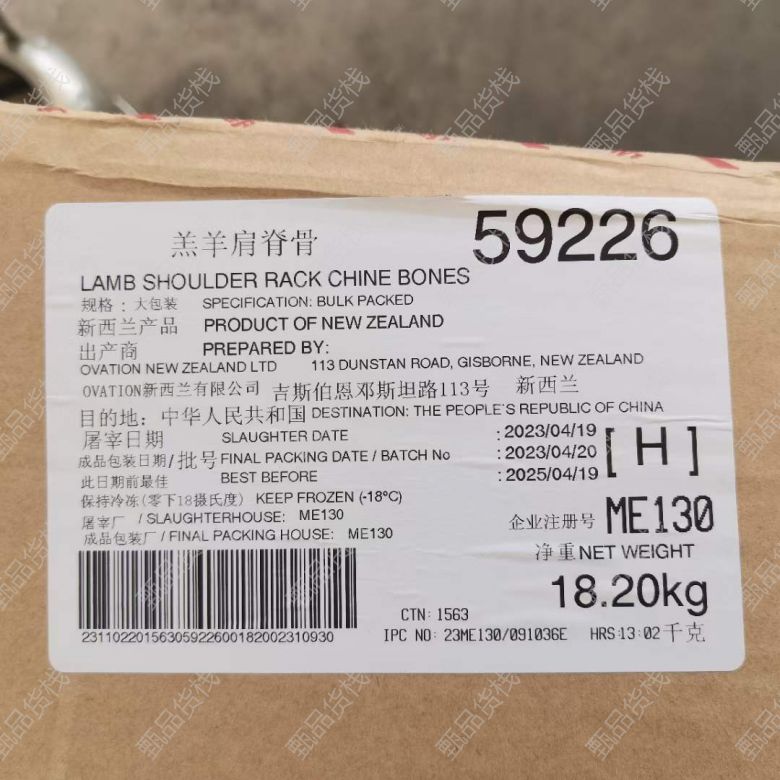 羔羊肩脊骨 59226
LAMB SHOULDER RACK CHINE BONES
规格：大包装 SPECIFICATION: BULK PACKED
新西兰产品 PRODUCT OF NEW ZEALAND
出产商 PREPARED BY:
OVATION NEW ZEALAND LTD 113 DUNSTAN ROAD, GISBORNE, NEW ZEALAND
OVATION新西兰有限公司 吉斯伯恩邓斯坦路113号 新西兰
目的地：中华人民共和国 DESTINATION: THE PEOPLE'S REPUBLIC OF CHINA
屠宰日期 SLAUGHTER DATE :2023/04/19
成品包装日期/批号 FINAL PACKING DATE / BATCH No :2023/04/20 [ H ]
此日期前最佳 BEST BEFORE :2025/04/19
保持冷冻(零下18摄氏度) KEEP FROZEN (-18ºC)
屠宰厂 / SLAUGHTERHOUSE: ME130 企业注册号 ME130
成品包装厂 / FINAL PACKING HOUSE: ME130
净重 NET WEIGHT
18.20kg
CTN: 1563
2311022015630592260018200231093​0 IPC NO: 23ME130/091036E HRS:13:02 千克
甄品货栈